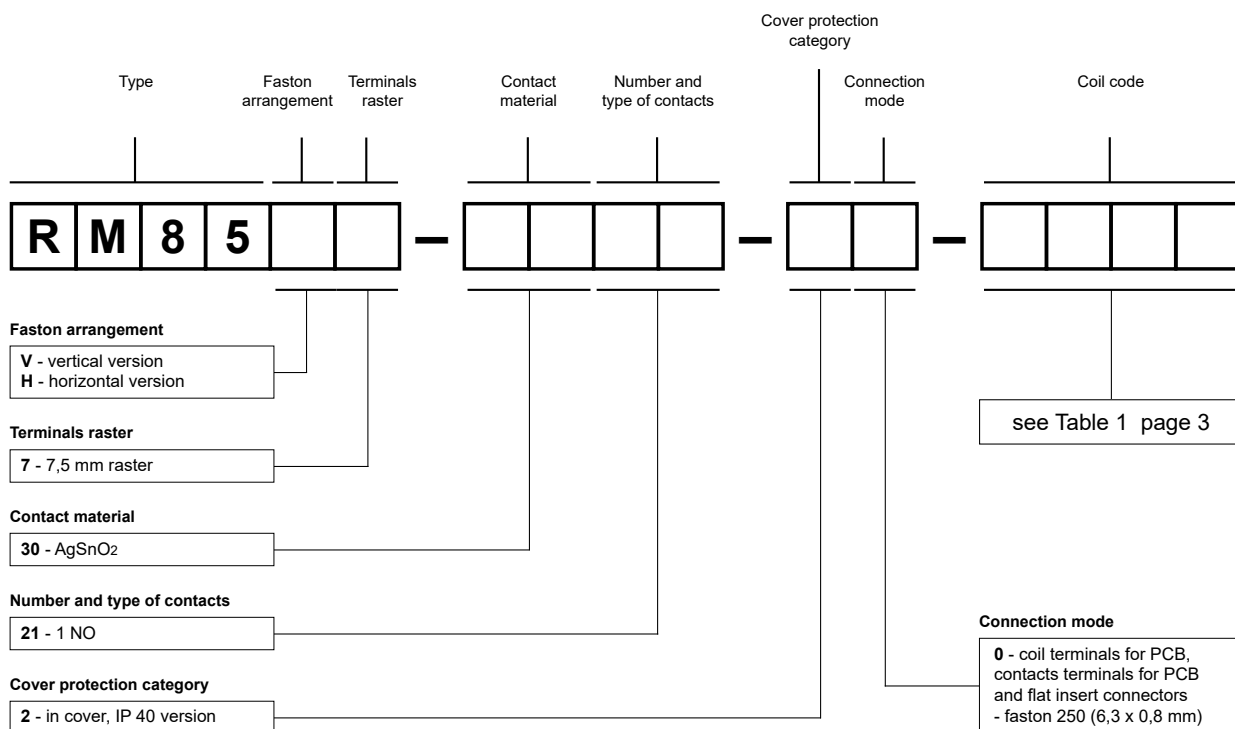 Cover protection
category
Type
Faston
arrangement
Terminals
raster
Contact
material
Number and
type of contacts
Connection
mode
Coil code
R M 8 5 – – –
Faston arrangement
V - vertical version
H - horizontal version
see Table 1 page 3
Terminals raster
7 - 7,5 mm raster
Contact material
30 - AgSnO2
Number and type of contacts
21 - 1 NO
Connection mode
0 - coil terminals for PCB,
contacts terminals for PCB
and flat insert connectors
- faston 250 (6,3 x 0,8 mm)
Cover protection category
2 - in cover, IP 40 version